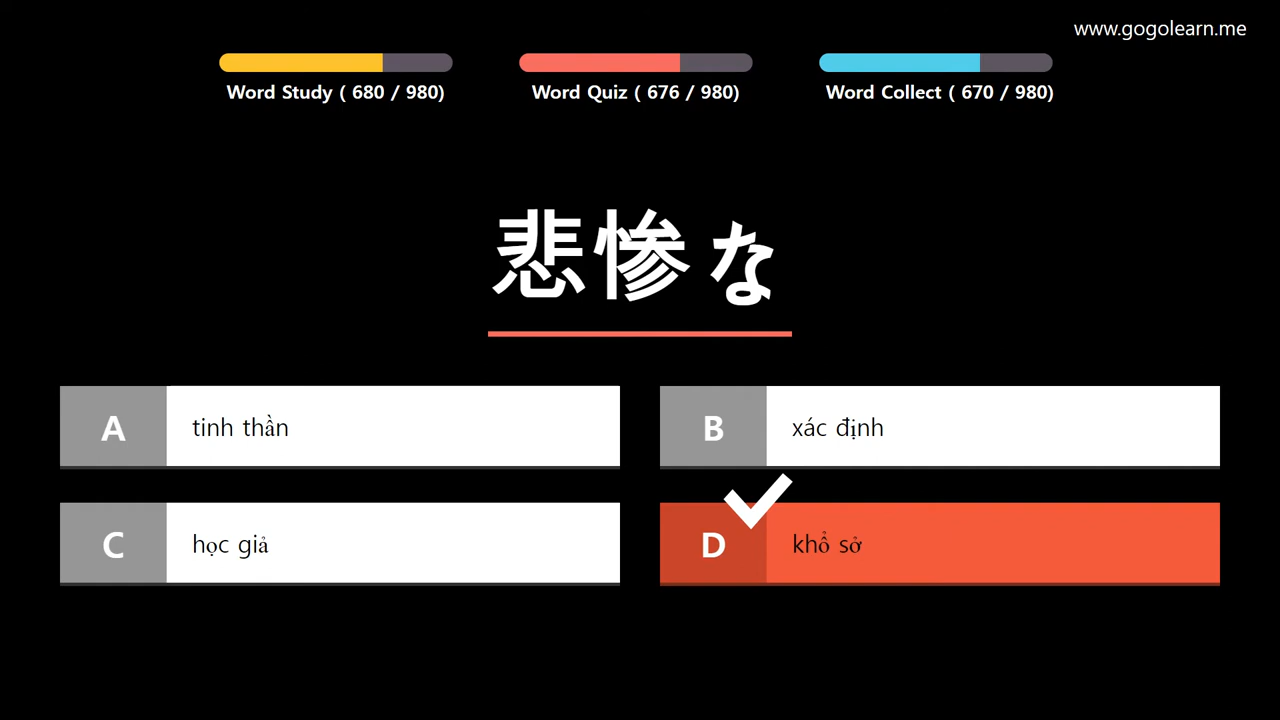 www.gogolearn.me
Word Study ( 680 / 980)
Word Quiz ( 676 / 980)
Word Collect ( 670 / 980)
悲惨な
A tinh thần
B xác định
C học giả
D khổ sở